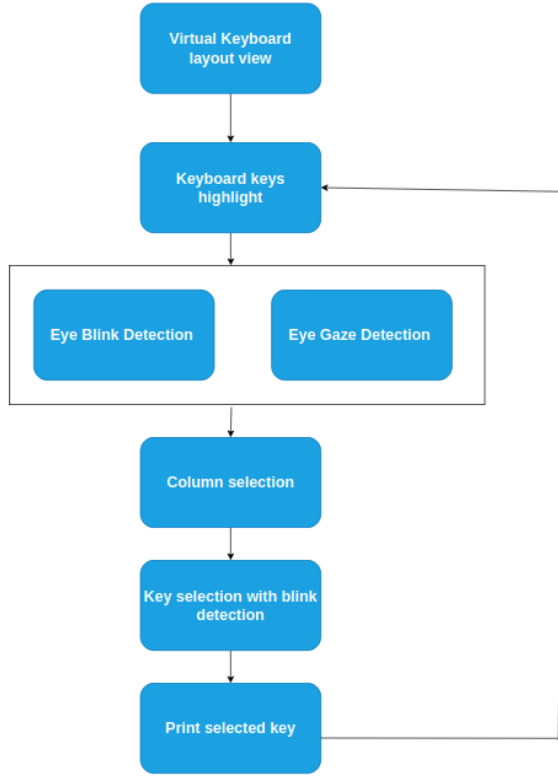 Virtual Keyboard
layout view
Keyboard keys
highlight
Eye Blink Detection
Eye Gaze Detection
Column selection
Key selection with blink
detection
Print selected key